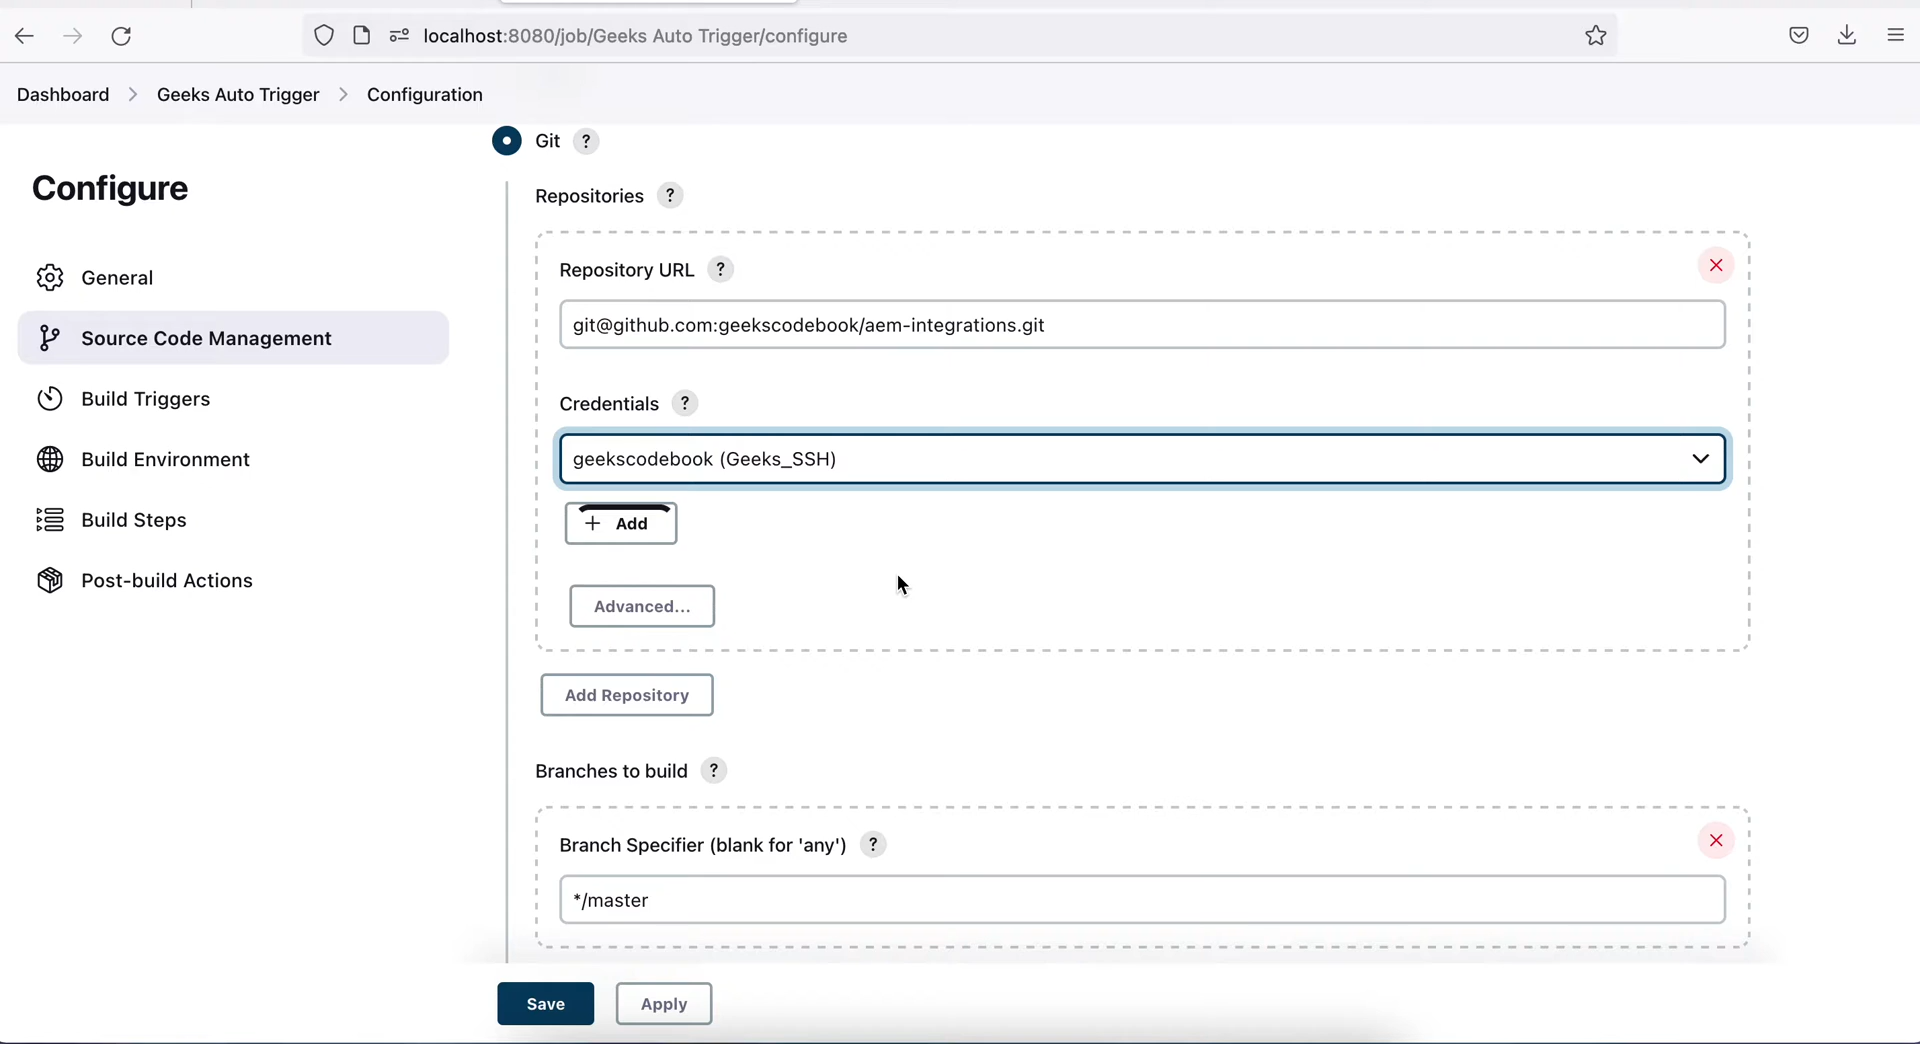 localhost:8080/job/Geeks Auto Trigger/configure
Dashboard > Geeks Auto Trigger > Configuration
Configure
General
Source Code Management
Build Triggers
Build Environment
Build Steps
Post-build Actions
Git ?
Repositories ?
Repository URL ?
git@github.com:geekscodebook/aem-integrations.git
Credentials ?
geekscodebook (Geeks_SSH)
+ Add
Advanced...
Add Repository
Branches to build ?
Branch Specifier (blank for 'any') ?
*/master
Save Apply